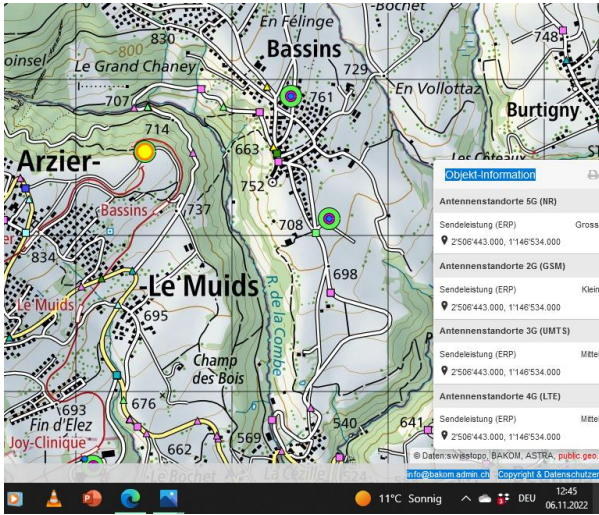 -Bochet
En Félinge
830
748
Bassins
800
oinsel
Le Grand Chaney
729
En Vollottaz
707
761
Burtigny
714
663
Les Côteaux
Arzier-
752
Objekt-Information
Antennenstandorte 5G (NR)
Bassins
737
708
Sendeleistung (ERP) Gross
2'506'443.000, 1'146'534.000
834
698
Antennenstandorte 2G (GSM)
Le Muids
Sendeleistung (ERP) Klein
Le Muids
R. de la Combe
2'506'443.000, 1'146'534.000
695
Antennenstandorte 3G (UMTS)
Champ
des Bois
Sendeleistung (ERP) Mittel
2'506'443.000, 1'146'534.000
676
693
Antennenstandorte 4G (LTE)
Fin d'Elez
540
641
Sendeleistung (ERP) Mittel
Joy-Clinique
662
569
2'506'443.000, 1'146'534.000
© Daten:swisstopo, BAKOM, ASTRA, public.geo.
Le Rochet
info@bakom.admin.ch Copyright & Datenschutzer
11°C Sonnig DEU 12:45
06.11.2022